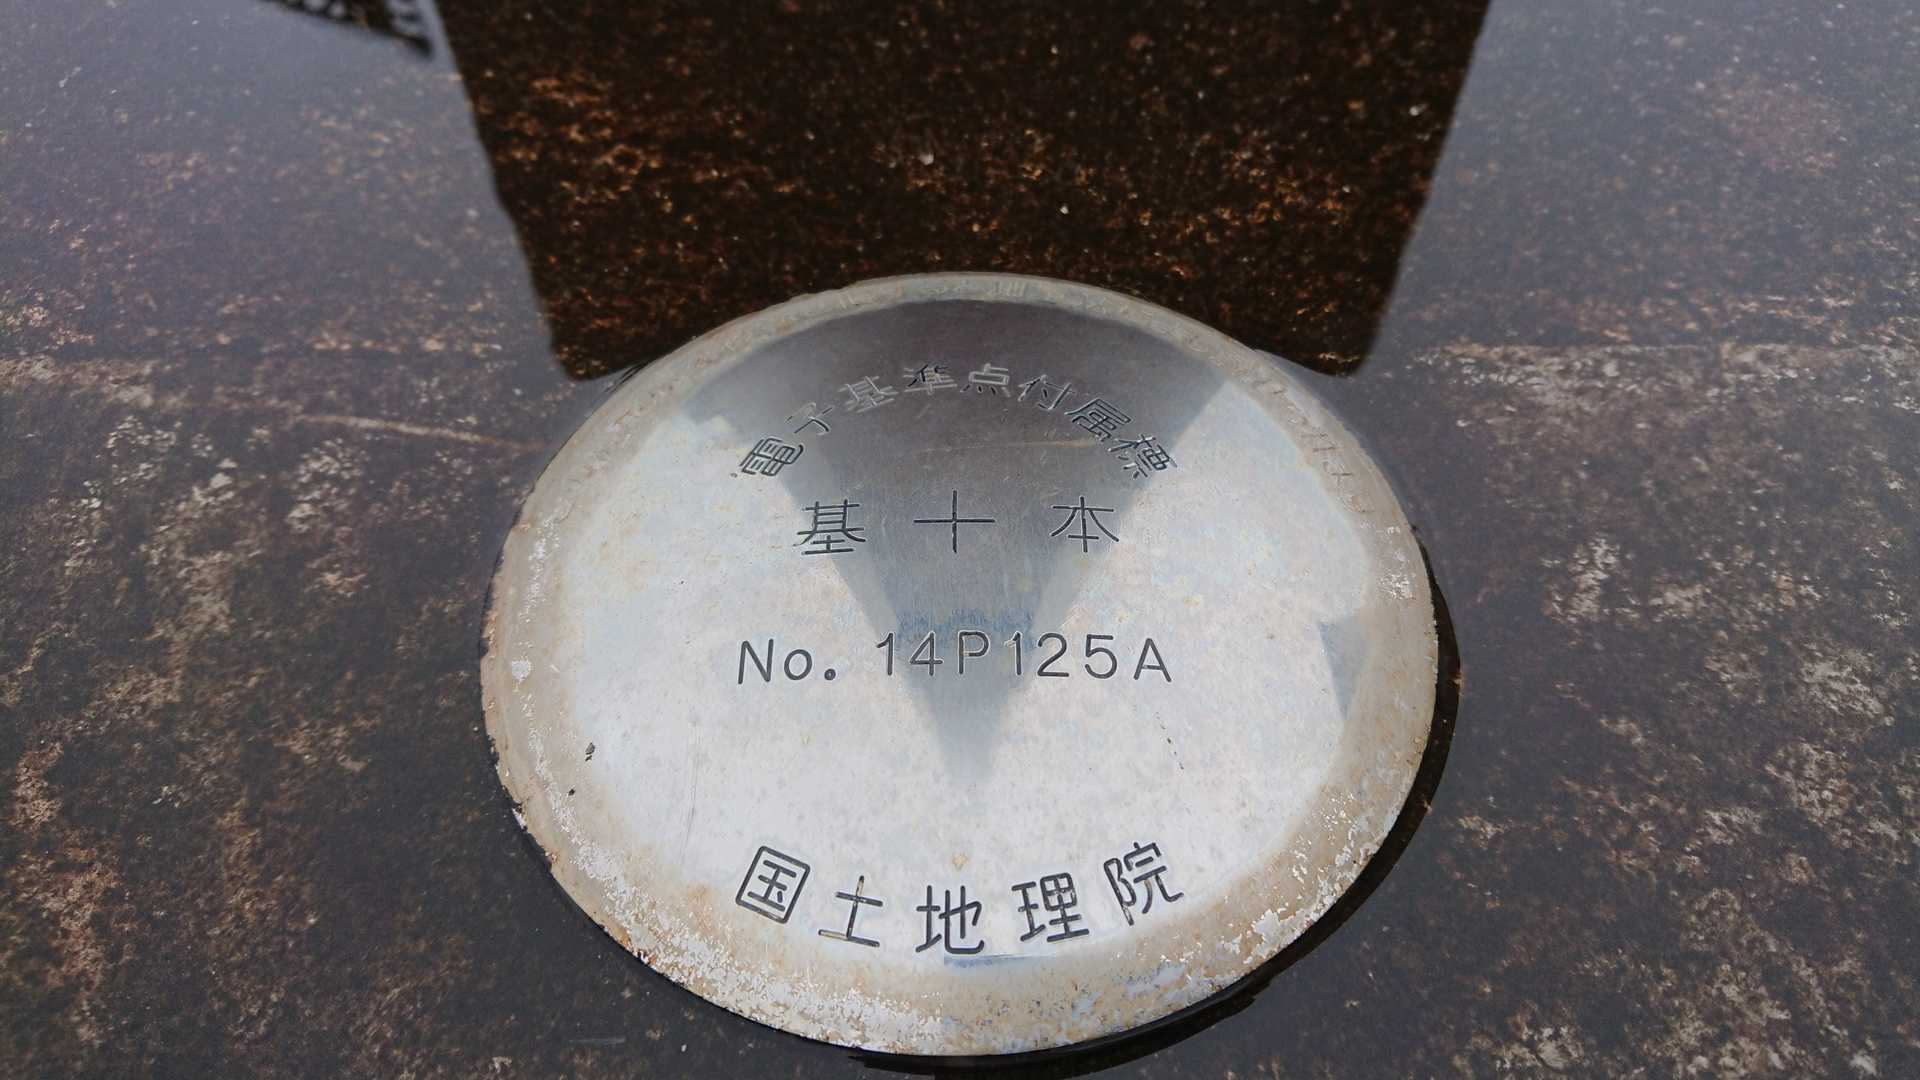 電子基準点付属標
基十本
No. 14P125A
国土地理院